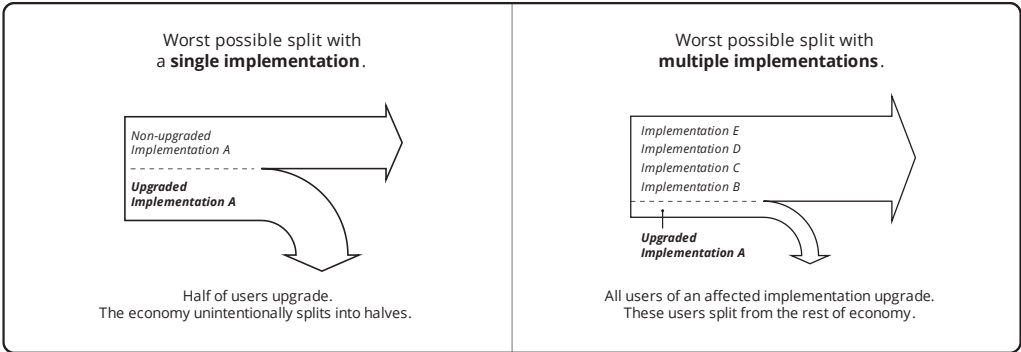 Worst possible split with
a single implementation.
Non-upgraded
Implementation A
Upgraded
Implementation A
Half of users upgrade.
The economy unintentionally splits into halves.
Worst possible split with
multiple implementations.
Implementation E
Implementation D
Implementation C
Implementation B
Upgraded
Implementation A
All users of an affected implementation upgrade.
These users split from the rest of economy.